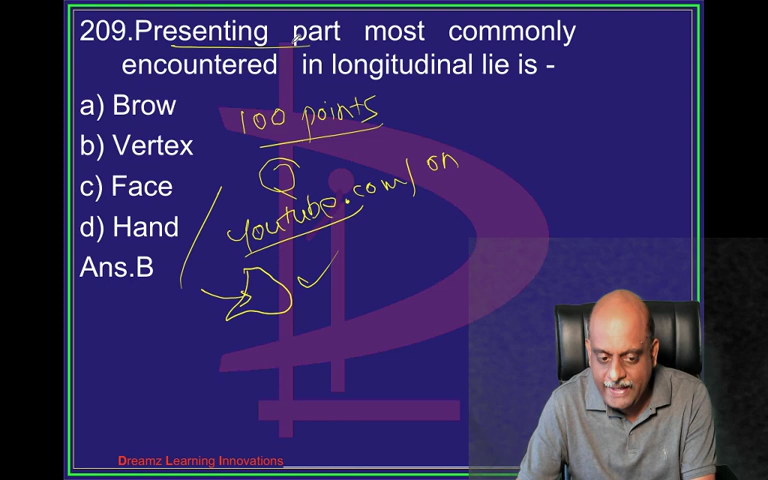 209.Presenting part most commonly
encountered in longitudinal lie is -
a) Brow
100 points
b) Vertex
c) Face
youtube.com/ on
d) Hand
Ans.B
Dreamz Learning Innovations